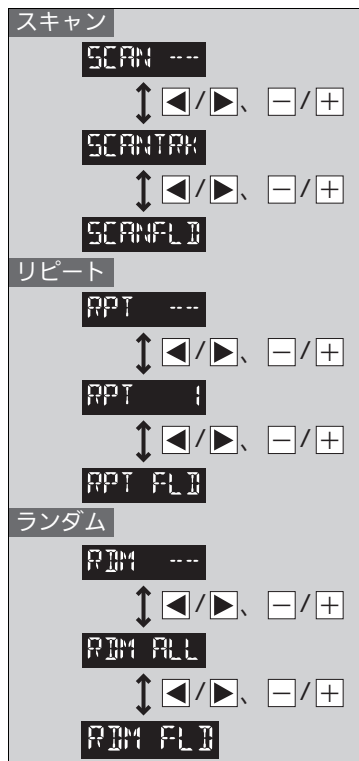 スキャン
SCAN ----
◀/▶、 −/+
SCANTRK
◀/▶、 −/+
SCANFLD
リピート
RPT ----
◀/▶、 −/+
RPT 1
◀/▶、 −/+
RPT FLD
ランダム
RDM ----
◀/▶、 −/+
RDM ALL
◀/▶、 −/+
RDM FLD